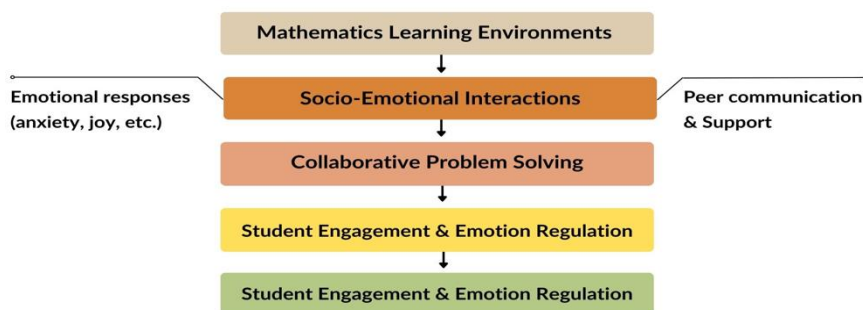 Mathematics Learning Environments
Emotional responses
(anxiety, joy, etc.)
Socio-Emotional Interactions
Peer communication
& Support
Collaborative Problem Solving
Student Engagement & Emotion Regulation
Student Engagement & Emotion Regulation